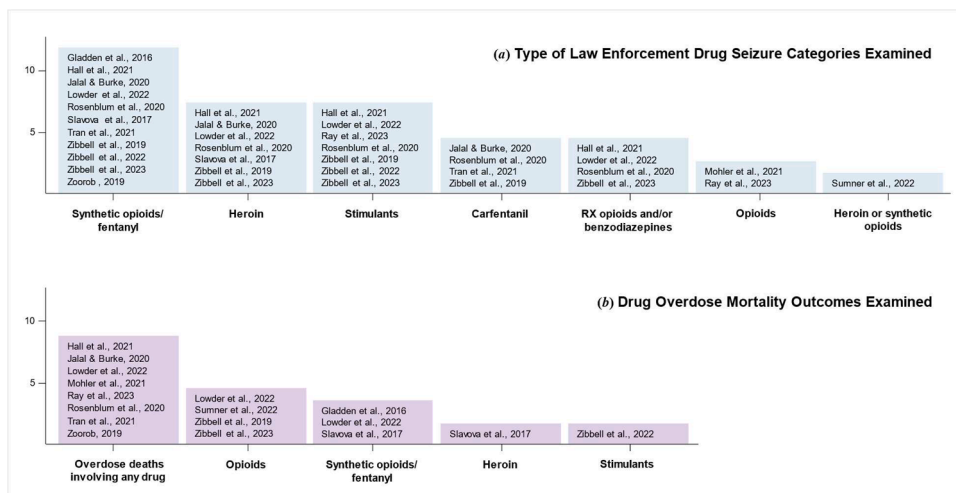 (a) Type of Law Enforcement Drug Seizure Categories Examined
10
5
Gladden et al., 2016
Hall et al., 2021
Jalal & Burke, 2020
Lowder et al., 2022
Rosenblum et al., 2020
Slavova et al., 2017
Tran et al., 2021
Zibbell et al., 2019
Zibbell et al., 2022
Zibbell et al., 2023
Zoorob , 2019
Synthetic opioids/
fentanyl
Hall et al., 2021
Jalal & Burke, 2020
Lowder et al., 2022
Rosenblum et al., 2020
Slavova et al., 2017
Zibbell et al., 2019
Zibbell et al., 2023
Heroin
Hall et al., 2021
Lowder et al., 2022
Ray et al., 2023
Rosenblum et al., 2020
Zibbell et al., 2019
Zibbell et al., 2022
Zibbell et al., 2023
Stimulants
Jalal & Burke, 2020
Rosenblum et al., 2020
Tran et al., 2021
Zibbell et al., 2019
Carfentanil
Hall et al., 2021
Lowder et al., 2022
Rosenblum et al., 2020
Zibbell et al., 2023
RX opioids and/or
benzodiazepines
Mohler et al., 2021
Ray et al., 2023
Opioids
Sumner et al., 2022
Heroin or synthetic
opioids
(b) Drug Overdose Mortality Outcomes Examined
10
5
Hall et al., 2021
Jalal & Burke, 2020
Lowder et al., 2022
Mohler et al., 2021
Ray et al., 2023
Rosenblum et al., 2020
Tran et al., 2021
Zoorob, 2019
Overdose deaths
involving any drug
Lowder et al., 2022
Sumner et al., 2022
Zibbell et al., 2019
Zibbell et al., 2023
Opioids
Gladden et al., 2016
Lowder et al., 2022
Slavova et al., 2017
Synthetic opioids/
fentanyl
Slavova et al., 2017
Heroin
Zibbell et al., 2022
Stimulants